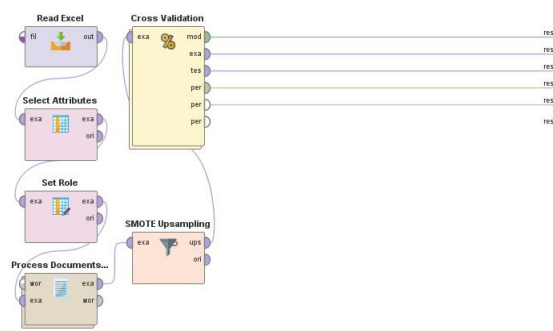 Read Excel
fil
out
Cross Validation
exa
mod
exa
tes
per
per
per
res
res
res
res
res
res
Select Attributes
exa
exa
ori
Set Role
exa
exa
ori
SMOTE Upsampling
exa
ups
ori
Process Documents...
wor
exa
exa
wor